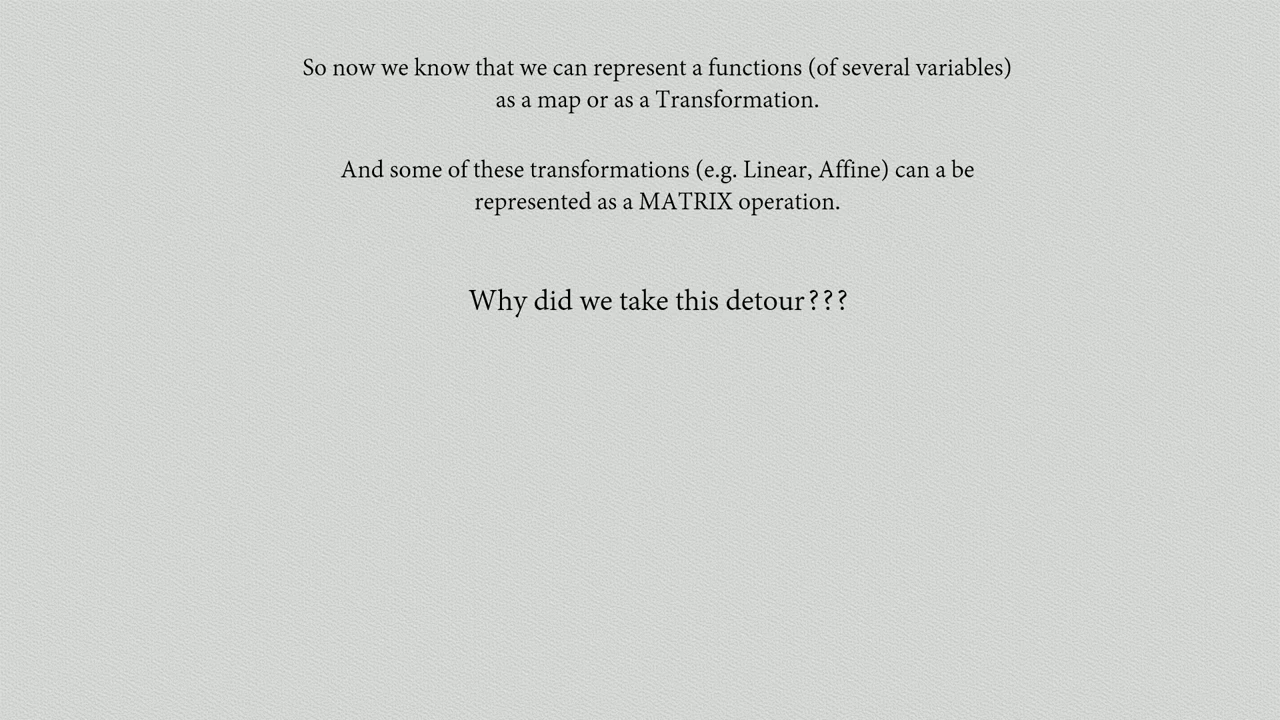 So now we know that we can represent a functions (of several variables)
as a map or as a Transformation.
And some of these transformations (e.g. Linear, Affine) can a be
represented as a MATRIX operation.
Why did we take this detour???